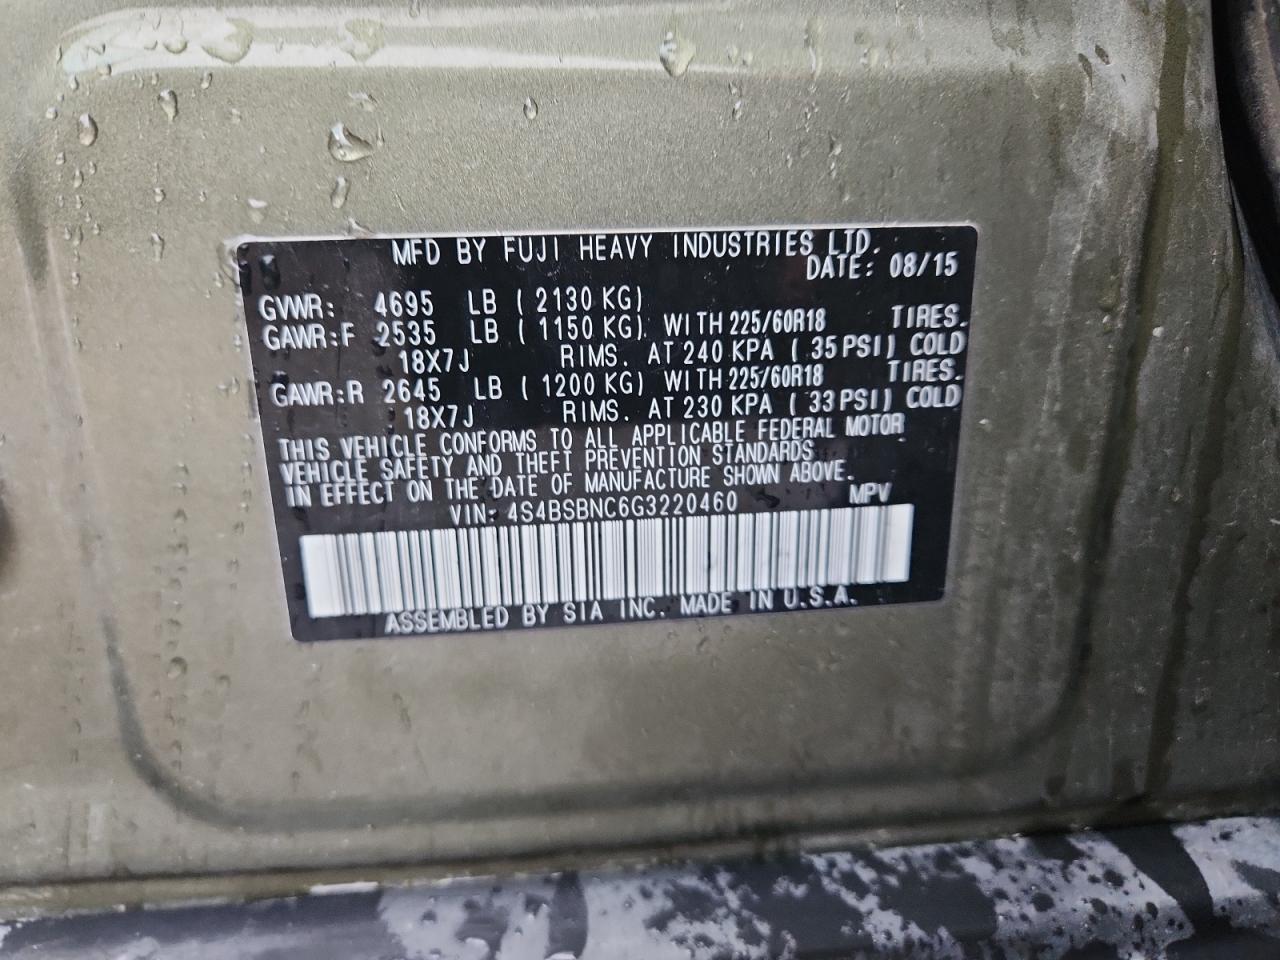 MFD BY FUJI HEAVY INDUSTRIES LTD.
DATE: 08/15
GVWR: 4695 LB ( 2130 KG)
GAWR:F 2535 LB ( 1150 KG) WITH 225/60R18 TIRES.
18X7J RIMS. AT 240 KPA ( 35 PSI) COLD
GAWR:R 2645 LB ( 1200 KG) WITH 225/60R18 TIRES.
18X7J RIMS. AT 230 KPA ( 33 PSI) COLD
THIS VEHICLE CONFORMS TO ALL APPLICABLE FEDERAL MOTOR
VEHICLE SAFETY AND THEFT PREVENTION STANDARDS
IN EFFECT ON THE DATE OF MANUFACTURE SHOWN ABOVE.
VIN: 4S4BSBNC6G3220460 MPV
ASSEMBLED BY SIA INC. MADE IN U.S.A.